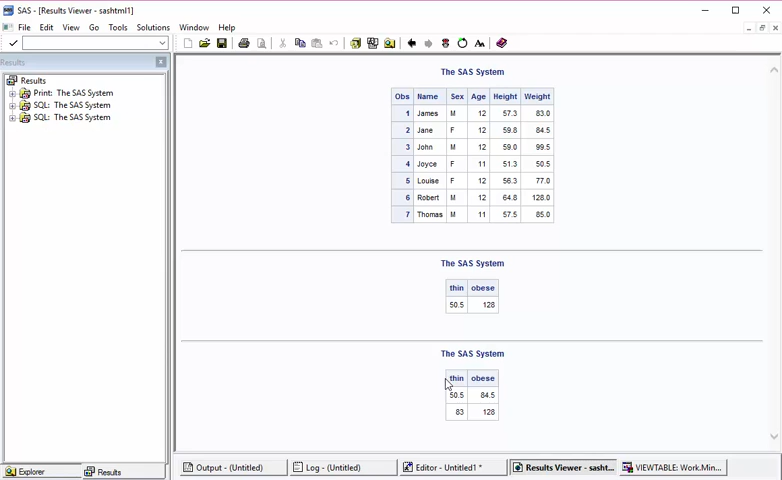 SAS - [Results Viewer - sashtml1]
File Edit View Go Tools Solutions Window Help
Results
Results
Print: The SAS System
SQL: The SAS System
SQL: The SAS System
The SAS System
Obs Name Sex Age Height Weight
1 James M 12 57.3 83.0
2 Jane F 12 59.8 84.5
3 John M 12 59.0 99.5
4 Joyce F 11 51.3 50.5
5 Louise F 12 56.3 77.0
6 Robert M 12 64.8 128.0
7 Thomas M 11 57.5 85.0
The SAS System
thin obese
50.5 128
The SAS System
thin obese
50.5 84.5
83 128
Explorer Results Output - (Untitled) Log - (Untitled) Editor - Untitled1 * Results Viewer - sasht... VIEWTABLE: Work.Min...